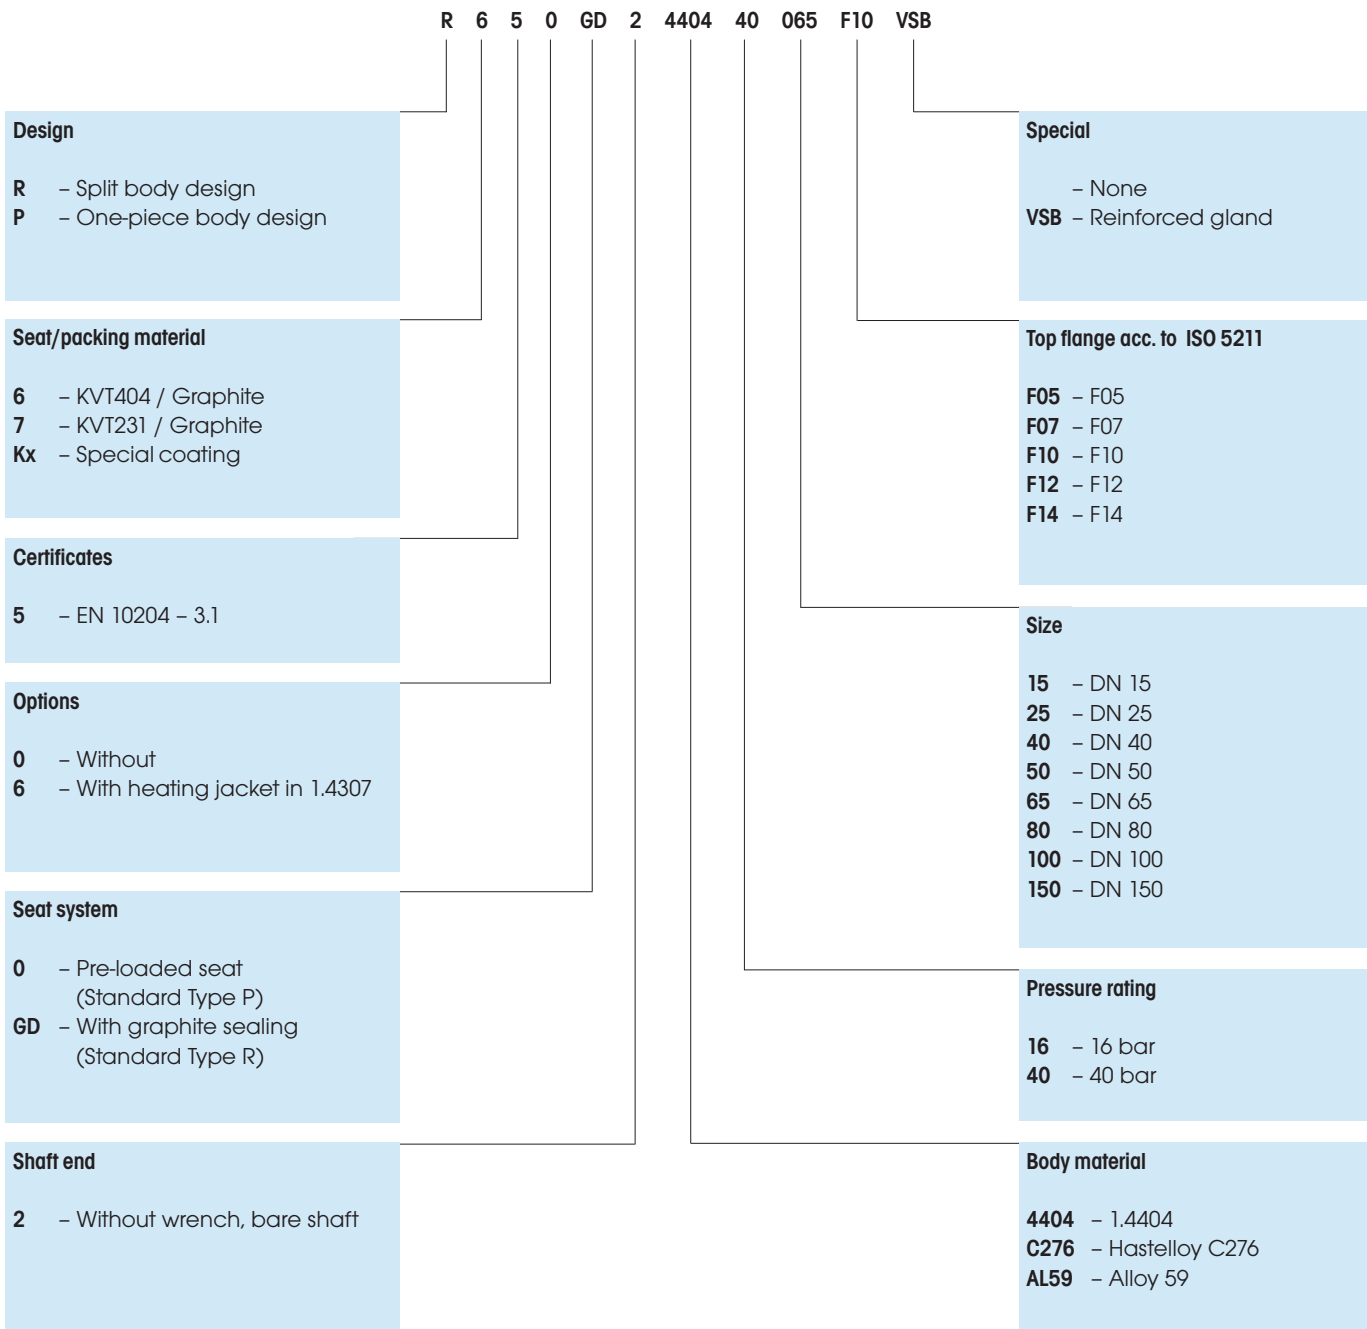 R 6 5 0 GD 2 4404 40 065 F10 VSB
Design
R – Split body design
P – One-piece body design
Seat/packing material
6 – KVT404 / Graphite
7 – KVT231 / Graphite
Kx – Special coating
Certificates
5 – EN 10204 – 3.1
Options
0 – Without
6 – With heating jacket in 1.4307
Seat system
0 – Pre-loaded seat
(Standard Type P)
GD – With graphite sealing
(Standard Type R)
Shaft end
2 – Without wrench, bare shaft
Special
– None
VSB – Reinforced gland
Top flange acc. to ISO 5211
F05 – F05
F07 – F07
F10 – F10
F12 – F12
F14 – F14
Size
15 – DN 15
25 – DN 25
40 – DN 40
50 – DN 50
65 – DN 65
80 – DN 80
100 – DN 100
150 – DN 150
Pressure rating
16 – 16 bar
40 – 40 bar
Body material
4404 – 1.4404
C276 – Hastelloy C276
AL59 – Alloy 59